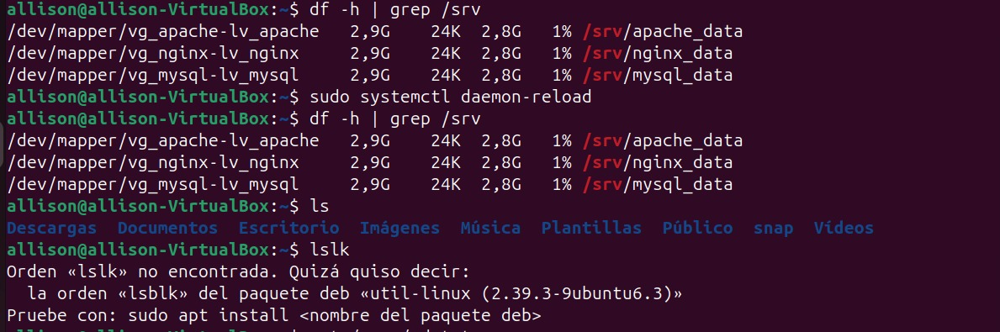 allison@allison-VirtualBox:~$ df -h | grep /srv
/dev/mapper/vg_apache-lv_apache   2,9G    24K  2,8G   1% /srv/apache_data
/dev/mapper/vg_nginx-lv_nginx     2,9G    24K  2,8G   1% /srv/nginx_data
/dev/mapper/vg_mysql-lv_mysql     2,9G    24K  2,8G   1% /srv/mysql_data
allison@allison-VirtualBox:~$ sudo systemctl daemon-reload
allison@allison-VirtualBox:~$ df -h | grep /srv
/dev/mapper/vg_apache-lv_apache   2,9G    24K  2,8G   1% /srv/apache_data
/dev/mapper/vg_nginx-lv_nginx     2,9G    24K  2,8G   1% /srv/nginx_data
/dev/mapper/vg_mysql-lv_mysql     2,9G    24K  2,8G   1% /srv/mysql_data
allison@allison-VirtualBox:~$ ls
Descargas  Documentos  Escritorio  Imágenes  Música  Plantillas  Público  snap  Vídeos
allison@allison-VirtualBox:~$ lslk
Orden «lslk» no encontrada. Quizá quiso decir:
  la orden «lsblk» del paquete deb «util-linux (2.39.3-9ubuntu6.3)»
Pruebe con: sudo apt install <nombre del paquete deb>